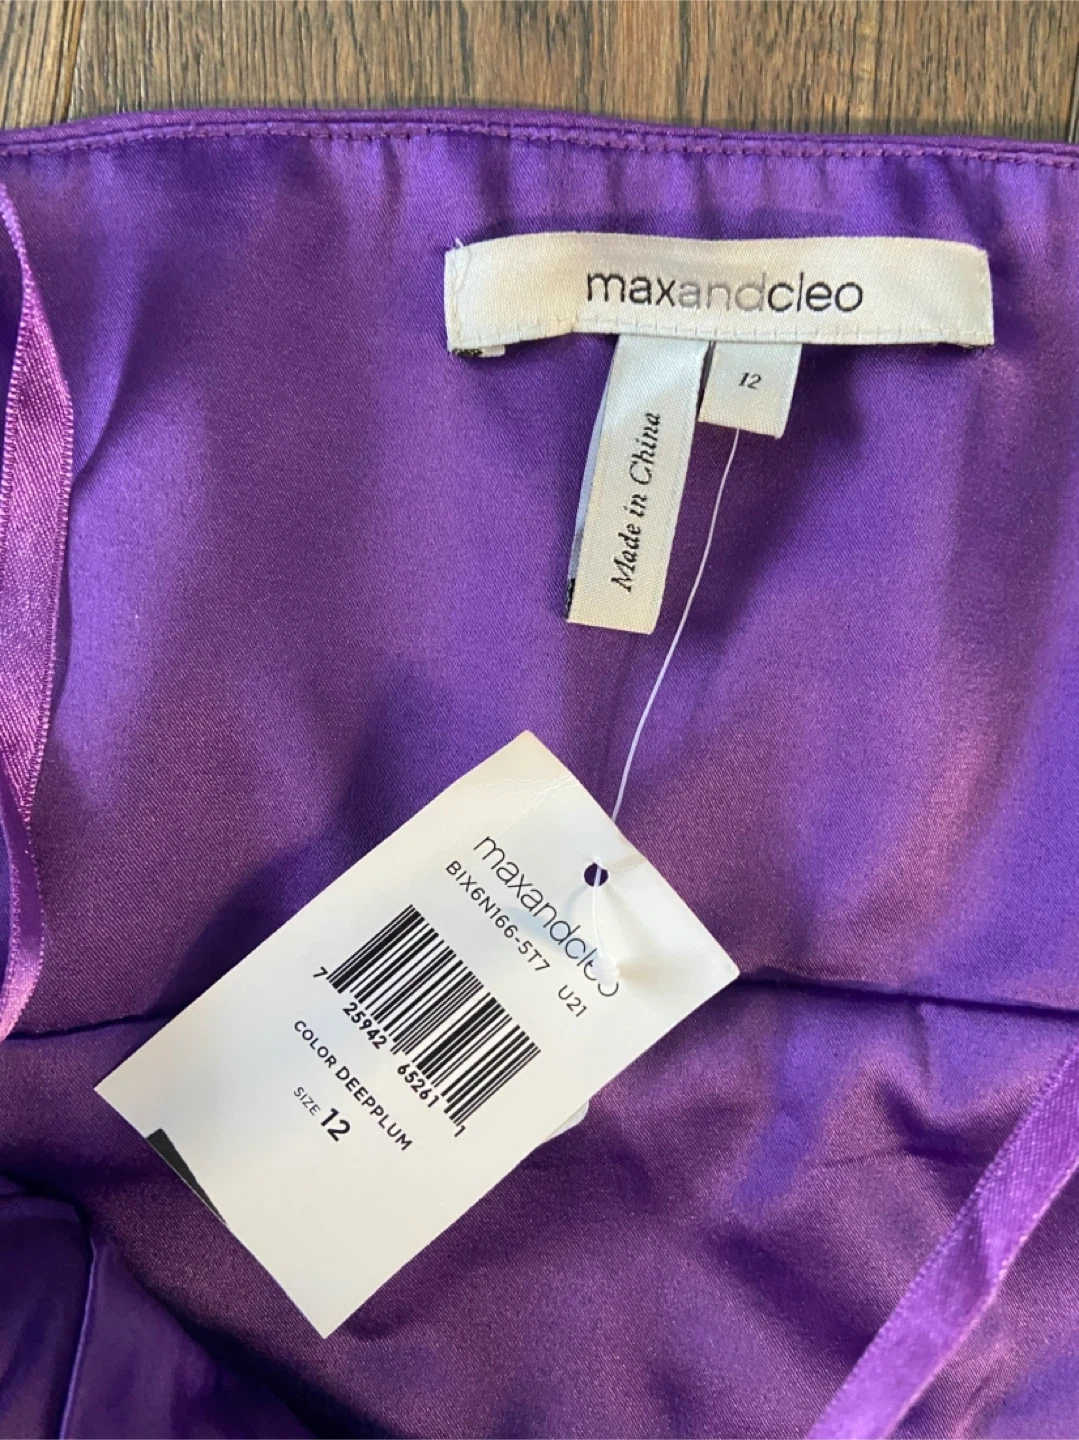 maxandcleo
12
Made in China
maxandcleo
BIX6N166-5T7 U21
7 25942 65261 1
COLOR DEEPPLUM
SIZE 12